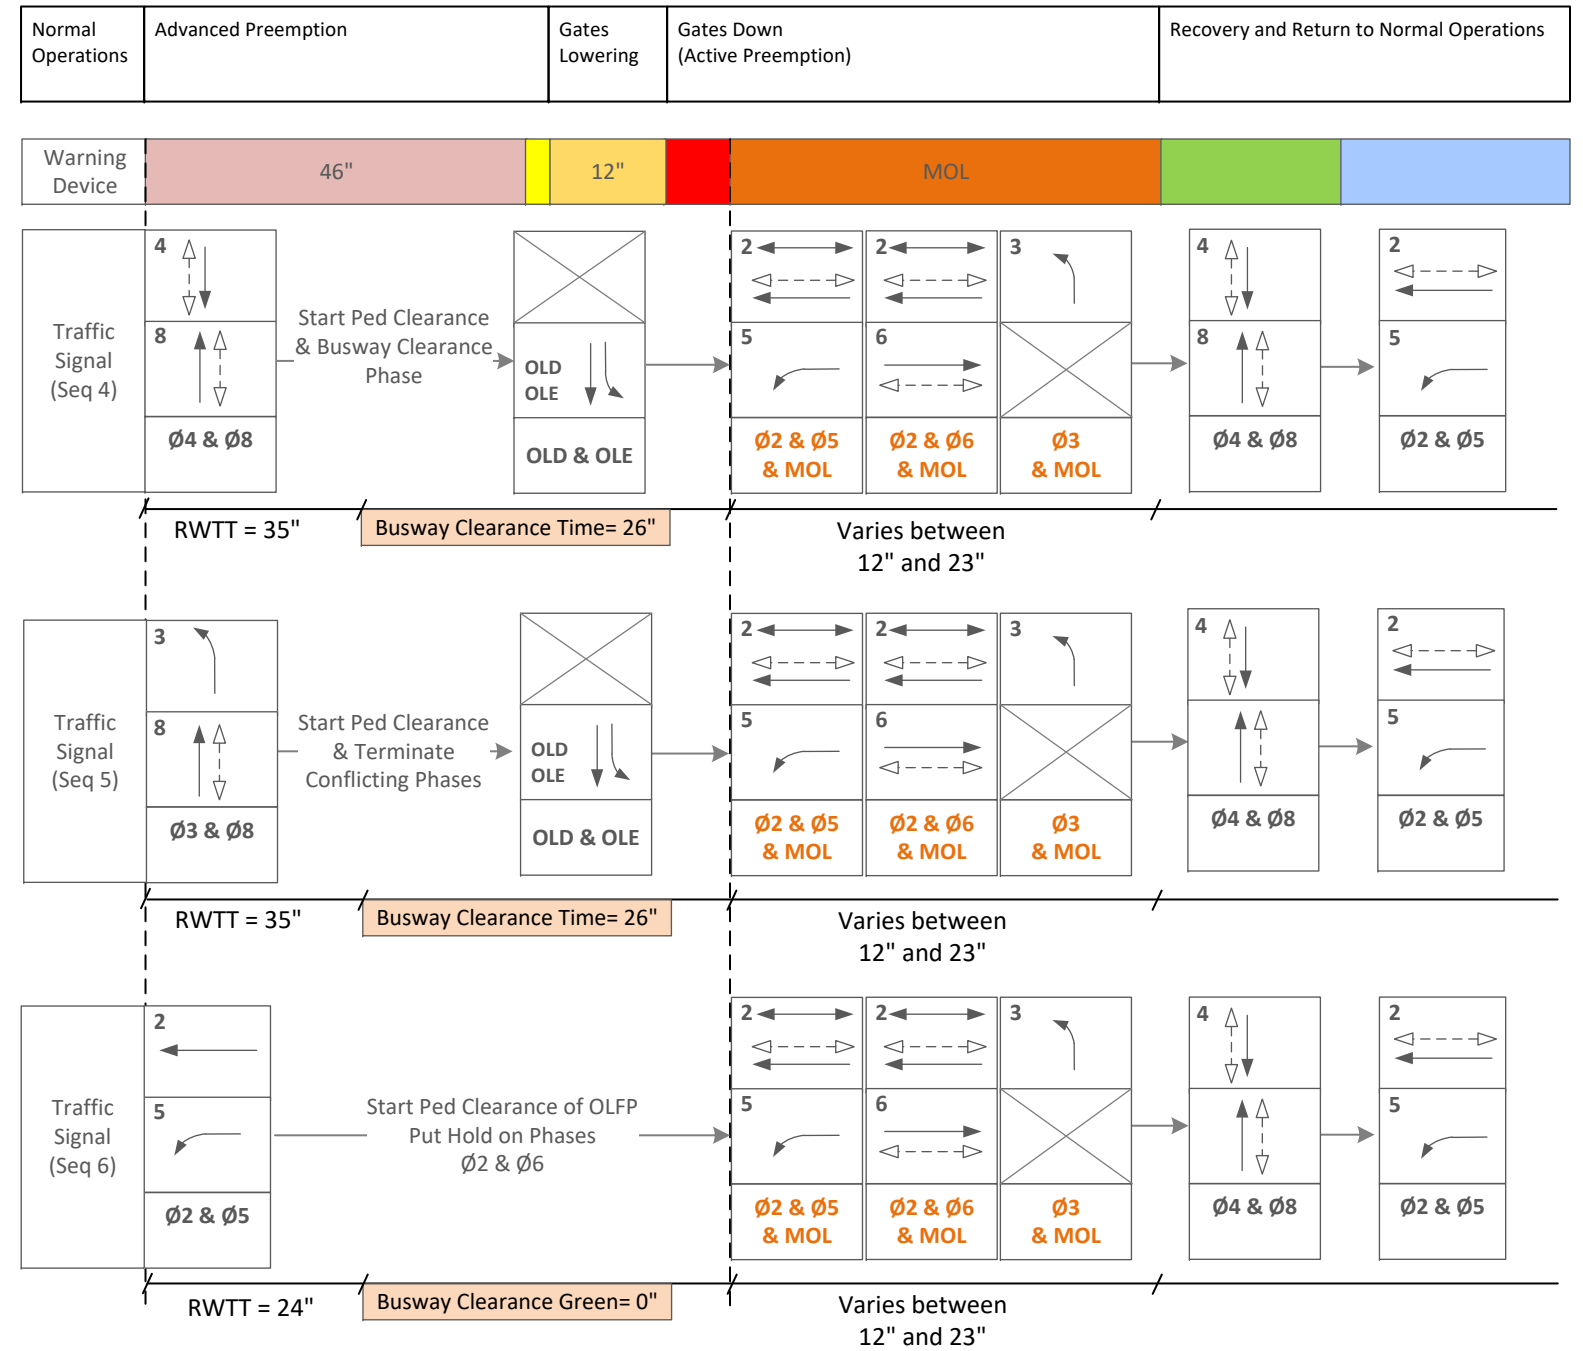 Normal
Operations
Advanced Preemption
Gates
Lowering
Gates Down
(Active Preemption)
Recovery and Return to Normal Operations
Warning
Device
46"
12"
MOL
Traffic
Signal
(Seq 4)
4
8
Ø4 & Ø8
Start Ped Clearance
& Busway Clearance
Phase
OLD
OLE
OLD & OLE
2
5
Ø2 & Ø5
& MOL
2
6
Ø2 & Ø6
& MOL
3
Ø3
& MOL
4
8
Ø4 & Ø8
2
5
Ø2 & Ø5
RWTT = 35"
Busway Clearance Time= 26"
Varies between
12" and 23"
Traffic
Signal
(Seq 5)
3
8
Ø3 & Ø8
Start Ped Clearance
& Terminate
Conflicting Phases
OLD
OLE
OLD & OLE
2
5
Ø2 & Ø5
& MOL
2
6
Ø2 & Ø6
& MOL
3
Ø3
& MOL
4
Ø4 & Ø8
2
5
Ø2 & Ø5
RWTT = 35"
Busway Clearance Time= 26"
Varies between
12" and 23"
Traffic
Signal
(Seq 6)
2
5
Ø2 & Ø5
Start Ped Clearance of OLFP
Put Hold on Phases
Ø2 & Ø6
2
5
Ø2 & Ø5
& MOL
2
6
Ø2 & Ø6
& MOL
3
Ø3
& MOL
4
Ø4 & Ø8
2
5
Ø2 & Ø5
RWTT = 24"
Busway Clearance Green= 0"
Varies between
12" and 23"